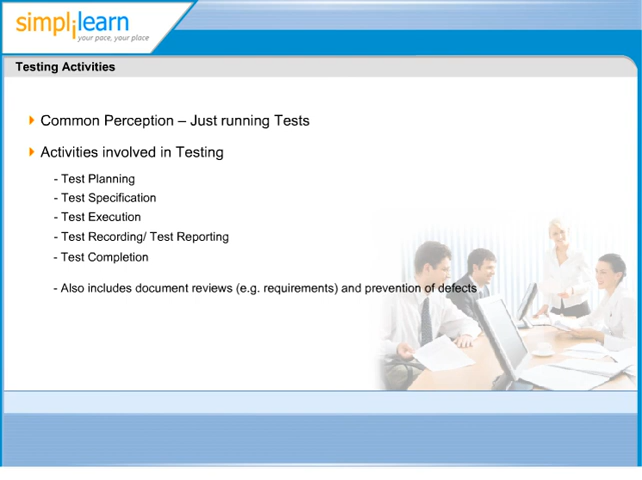 simplilearn
your pace, your place
Testing Activities
Common Perception – Just running Tests
Activities involved in Testing
- Test Planning
- Test Specification
- Test Execution
- Test Recording/ Test Reporting
- Test Completion
- Also includes document reviews (e.g. requirements) and prevention of defects